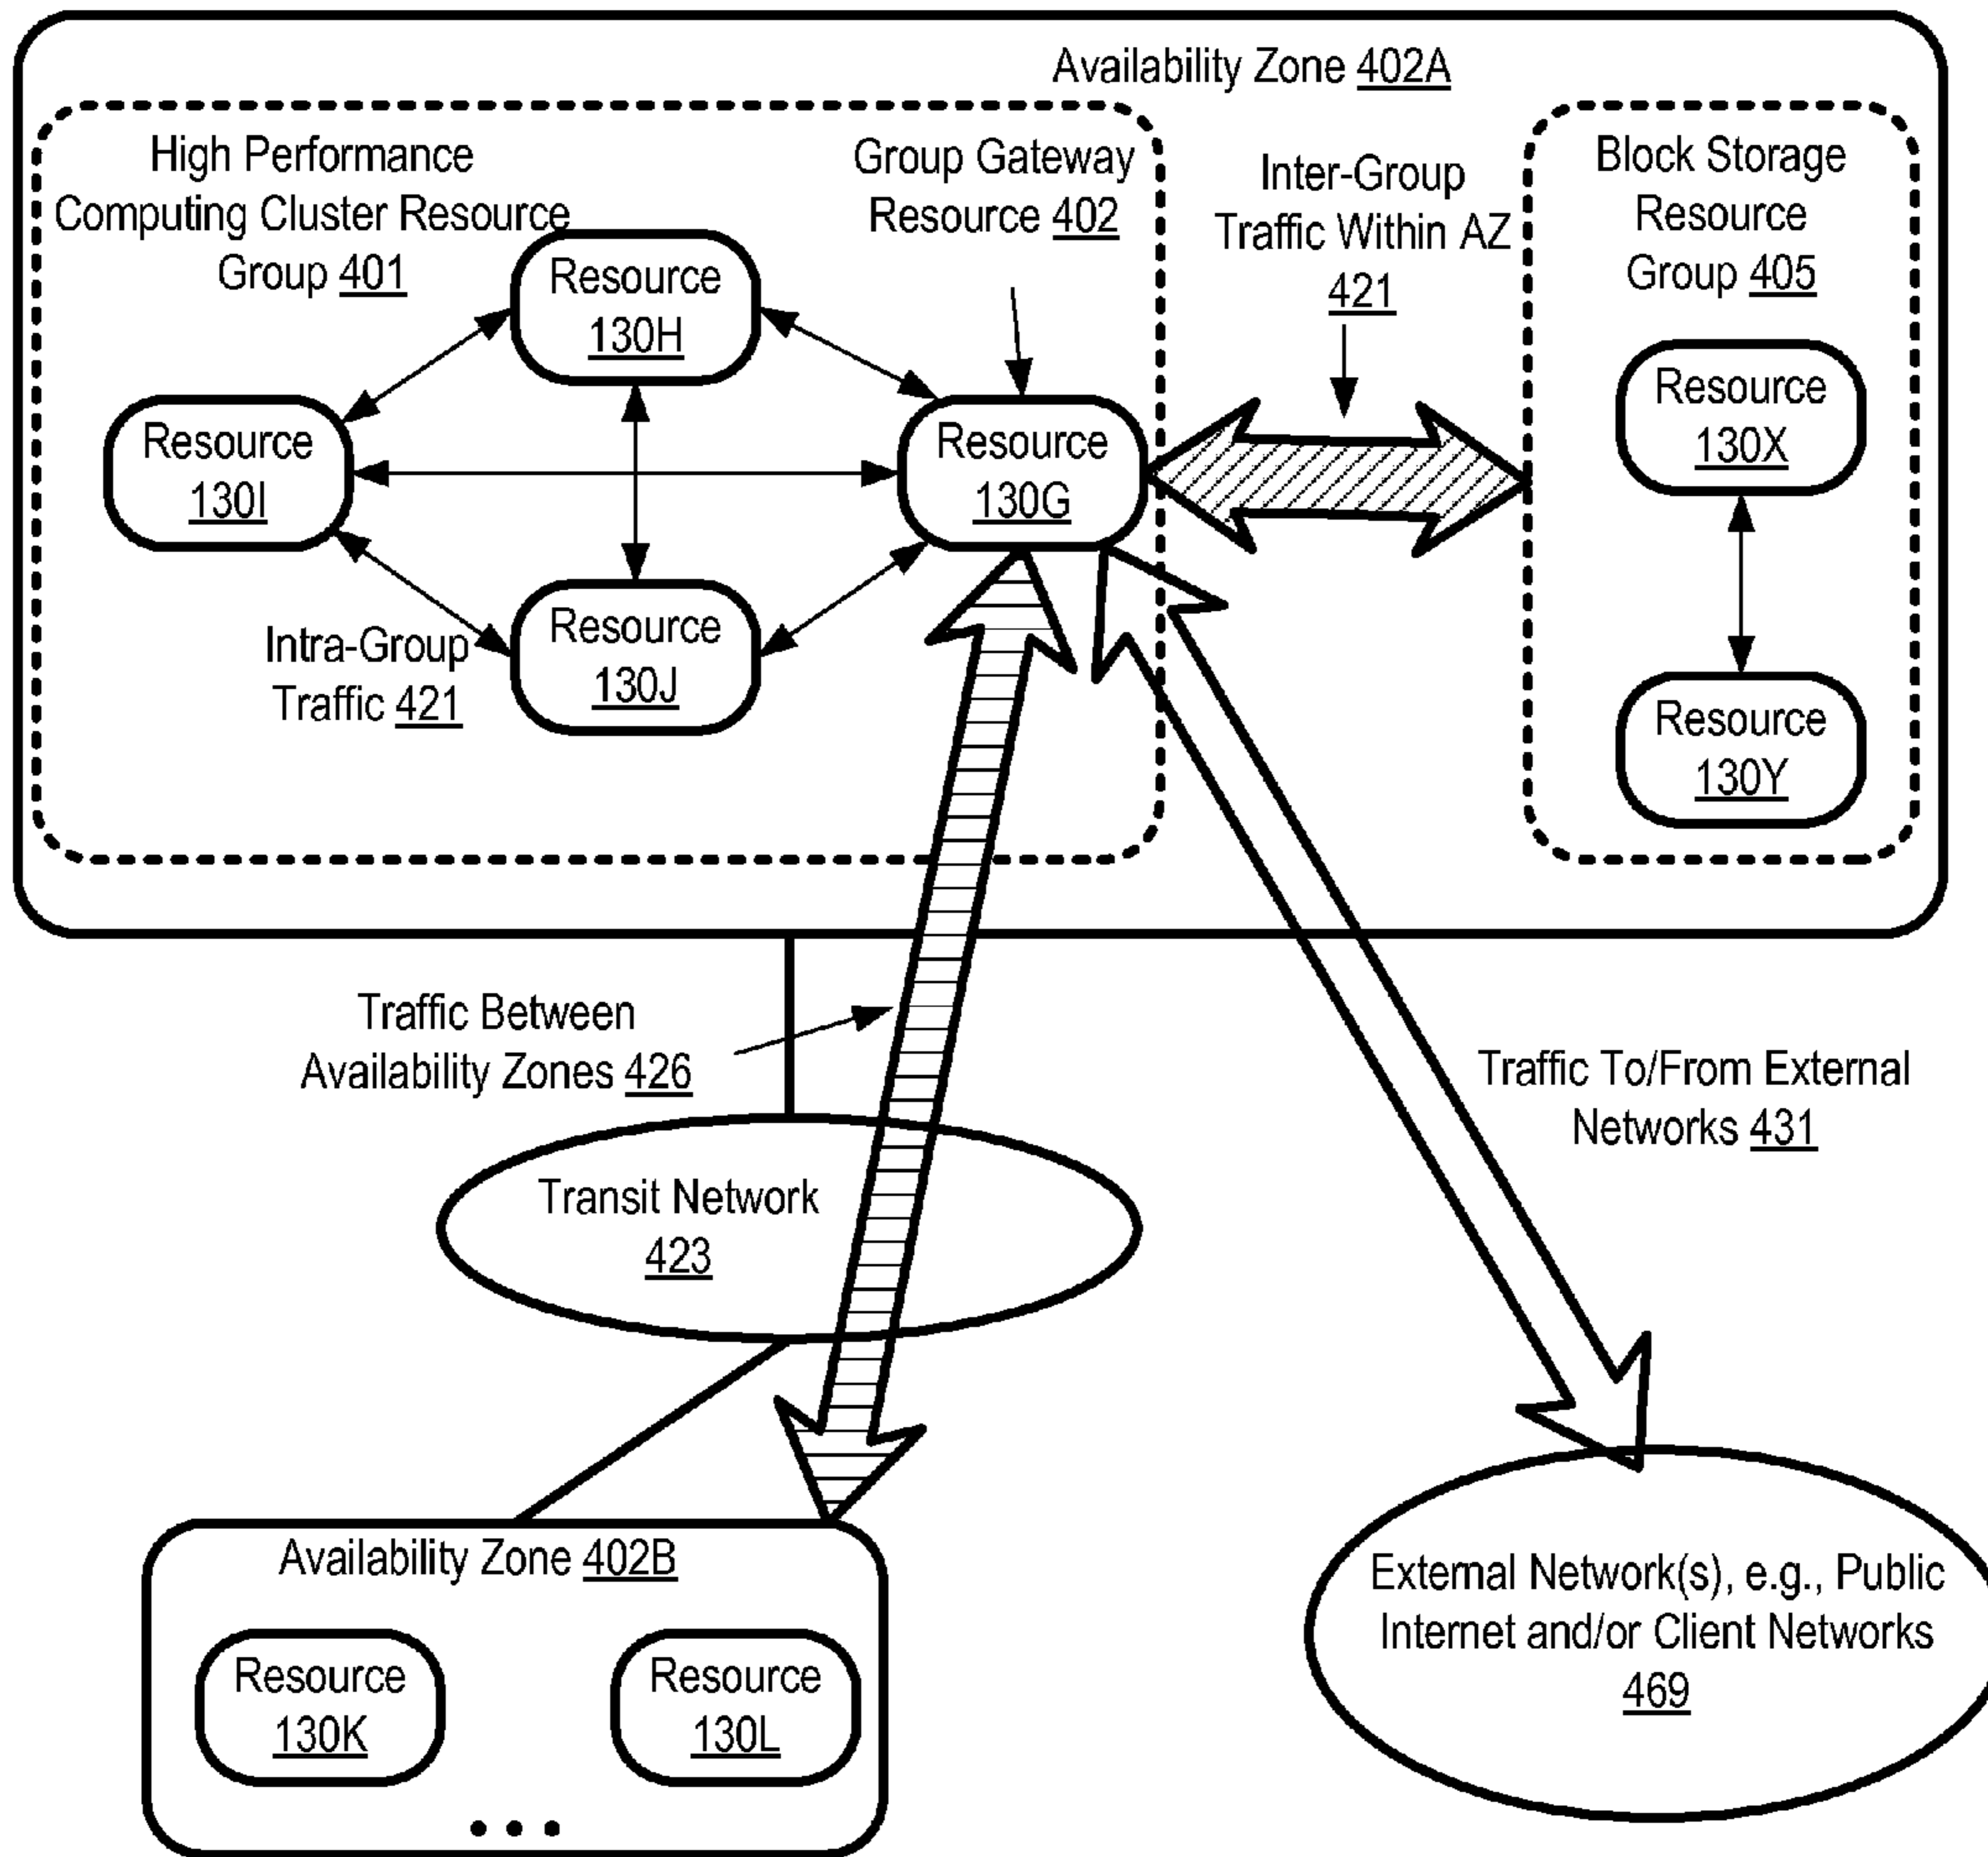 Availability Zone 402A
High Performance
Computing Cluster Resource
Group 401
Group Gateway
Resource 402
Inter-Group
Traffic Within AZ
421
Block Storage
Resource
Group 405
Resource
130H
Resource
130I
Resource
130G
Resource
130J
Intra-Group
Traffic 421
Resource
130X
Resource
130Y
Traffic Between
Availability Zones 426
Traffic To/From External
Networks 431
Transit Network
423
Availability Zone 402B
Resource
130K
Resource
130L
External Network(s), e.g., Public
Internet and/or Client Networks
469